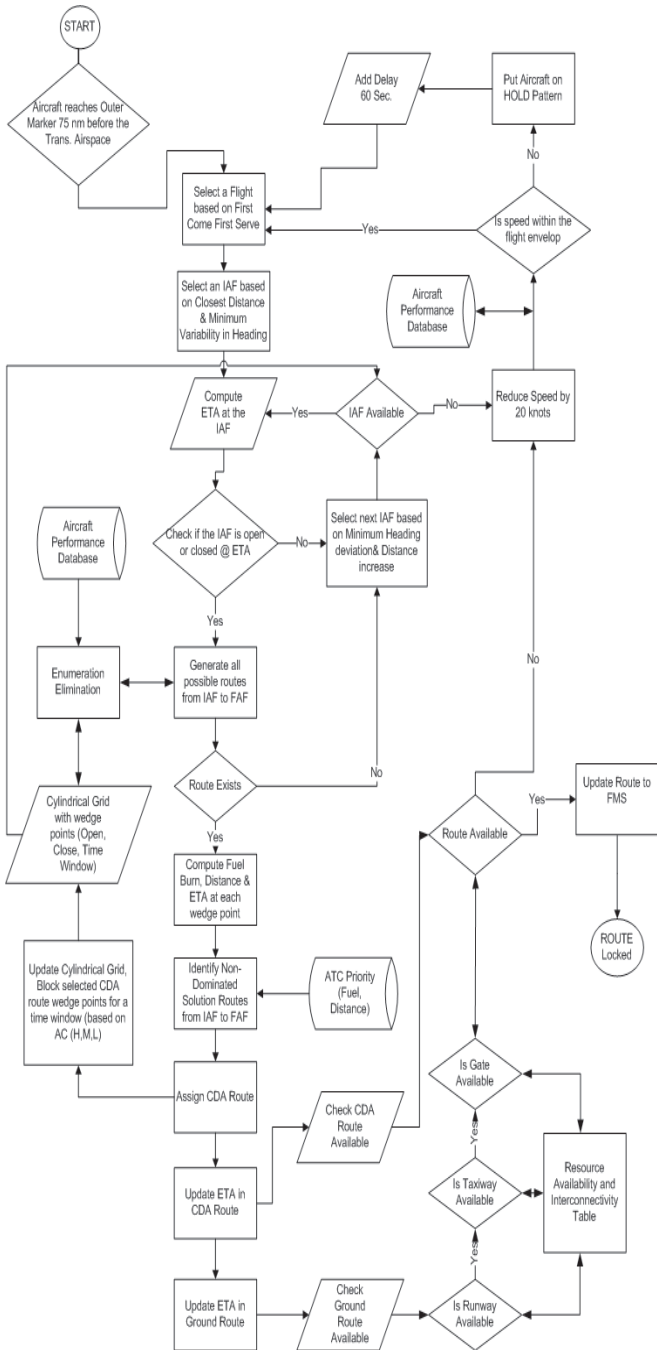 START
Aircraft reaches Outer
Marker 75 nm before the
Trans. Airspace
Add Delay
60 Sec.
Put Aircraft on
HOLD Pattern
No
Select a Flight
based on First
Come First Serve
Yes
Is speed within the
flight envelop
Select an IAF based
on Closest Distance
& Minimum
Variability in Heading
Aircraft
Performance
Database
Compute
ETA at the
IAF
Yes
IAF Available
No
Reduce Speed by
20 knots
Aircraft
Performance
Database
Check if the IAF is open
or closed @ ETA
No
Select next IAF based
on Minimum Heading
deviation& Distance
increase
Yes
Enumeration
Elimination
Generate all
possible routes
from IAF to FAF
No
Route Exists
No
Cylindrical Grid
with wedge
points (Open,
Close, Time
Window)
Yes
Route Available
Yes
Update Route to
FMS
Compute Fuel
Burn, Distance &
ETA at each
wedge point
ROUTE
Locked
Update Cylindrical Grid,
Block selected CDA
route wedge points for a
time window (based on
AC (H,M,L)
Identify Non-
Dominated
Solution Routes
from IAF to FAF
ATC Priority
(Fuel,
Distance)
Assign CDA Route
Is Gate
Available
Check CDA
Route
Available
Yes
Update ETA in
CDA Route
Is Taxiway
Available
Resource
Availability and
Interconnectivity
Table
Yes
Update ETA in
Ground Route
Check
Ground
Route
Available
Is Runway
Available